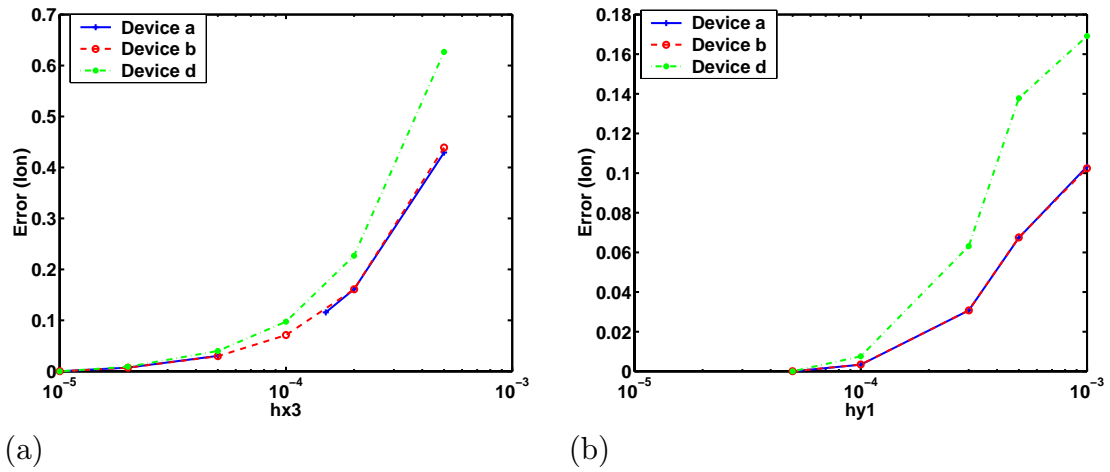 0.7
0.6
0.5
0.4
0.3
0.2
0.1
0
Error (Ion)
Device a
Device b
Device d
10−5
10−4
10−3
hx3
(a)
0.18
0.16
0.14
0.12
0.1
0.08
0.06
0.04
0.02
0
Error (Ion)
Device a
Device b
Device d
10−5
10−4
10−3
hy1
(b)